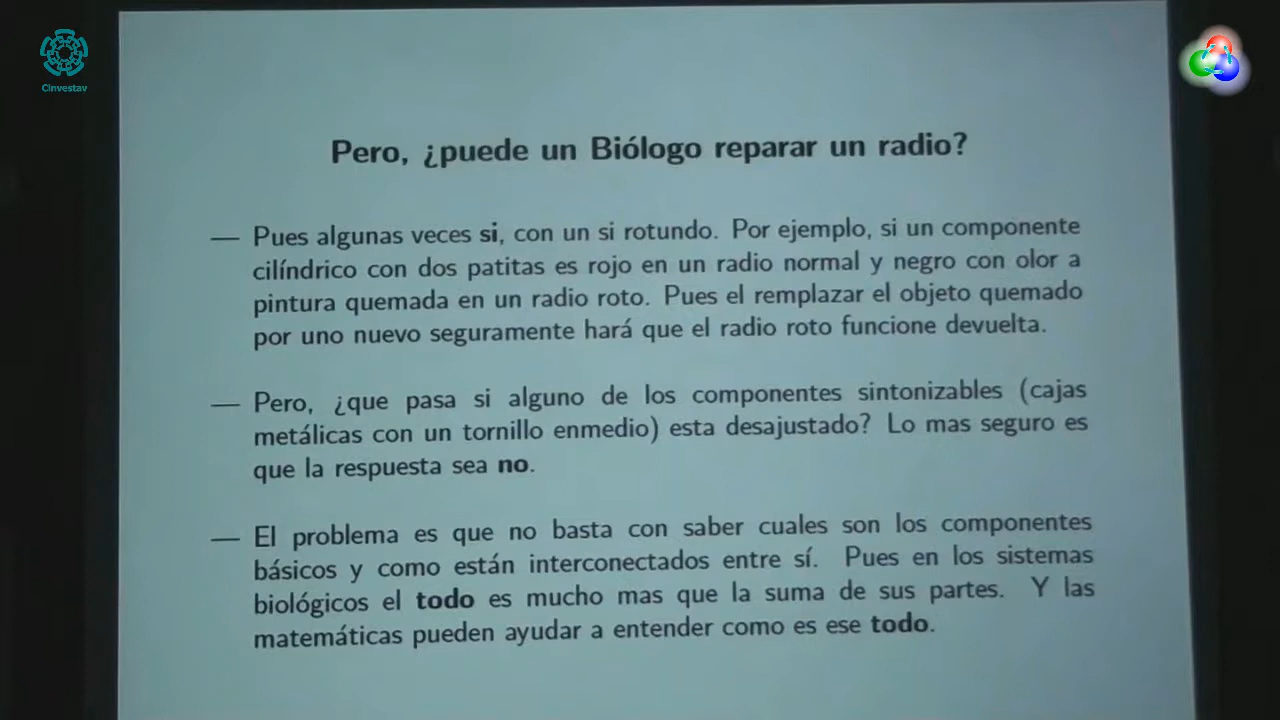 Cinvestav
Pero, ¿puede un Biólogo reparar un radio?
— Pues algunas veces si, con un si rotundo. Por ejemplo, si un componente
cilíndrico con dos patitas es rojo en un radio normal y negro con olor a
pintura quemada en un radio roto. Pues el remplazar el objeto quemado
por uno nuevo seguramente hará que el radio roto funcione devuelta.
— Pero, ¿que pasa si alguno de los componentes sintonizables (cajas
metálicas con un tornillo enmedio) esta desajustado? Lo mas seguro es
que la respuesta sea no.
— El problema es que no basta con saber cuales son los componentes
básicos y como están interconectados entre sí. Pues en los sistemas
biológicos el todo es mucho mas que la suma de sus partes. Y las
matemáticas pueden ayudar a entender como es ese todo.